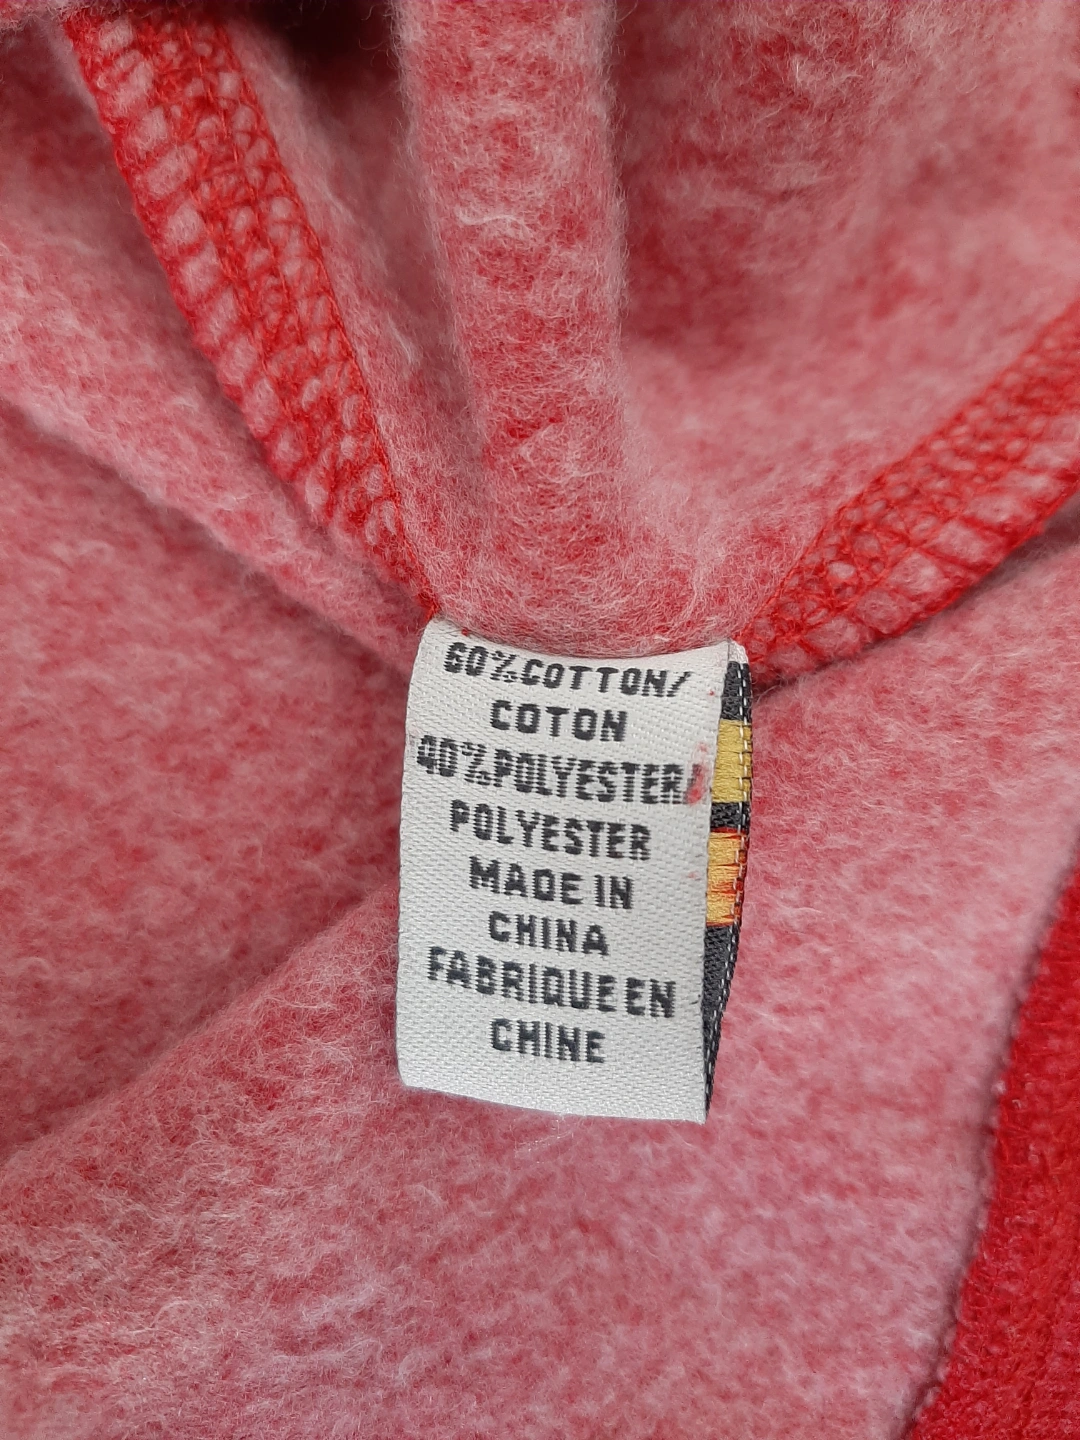 60%COTTON/
COTON
40%POLYESTER/
POLYESTER
MADE IN
CHINA
FABRIQUE EN
CHINE